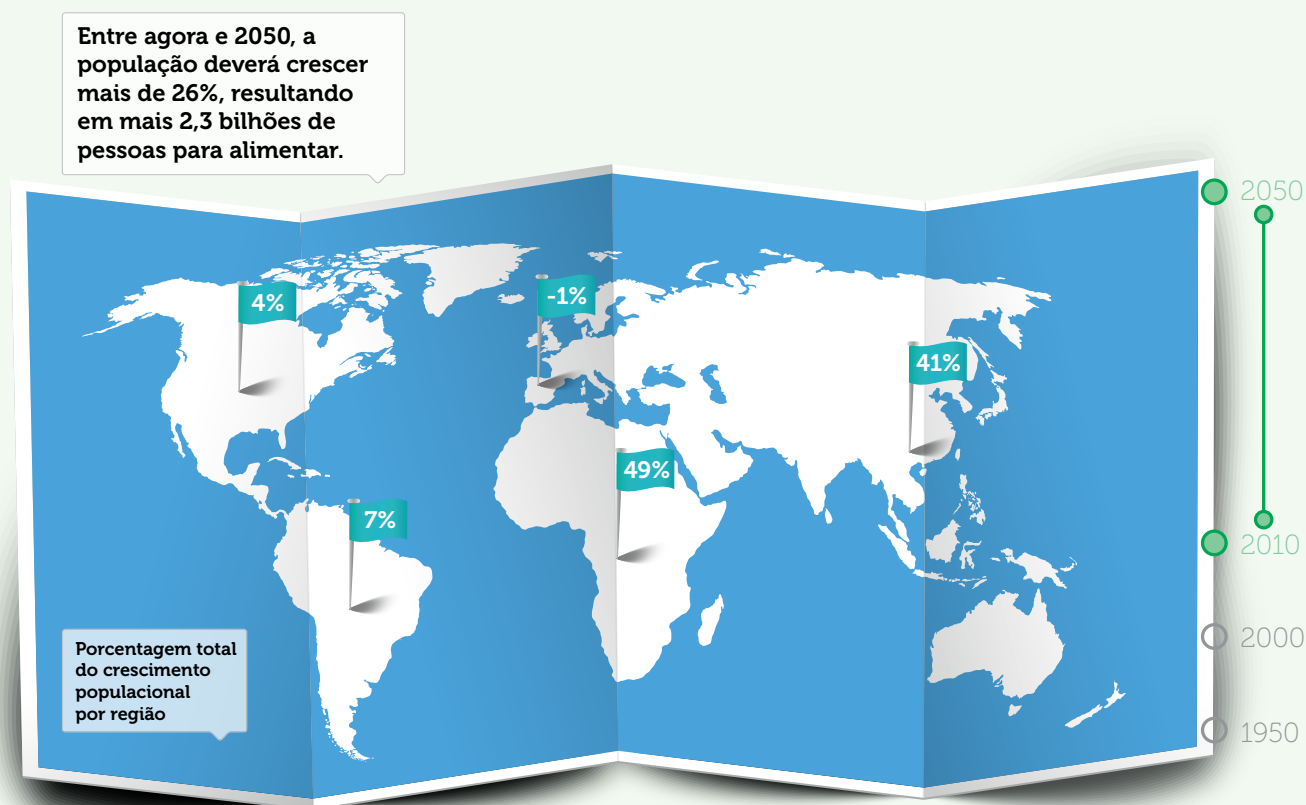 Entre agora e 2050, a
população deverá crescer
mais de 26%, resultando
em mais 2,3 bilhões de
pessoas para alimentar.
2050
4%
-1%
41%
49%
7%
2010
2000
Porcentagem total
do crescimento
populacional
por região
1950